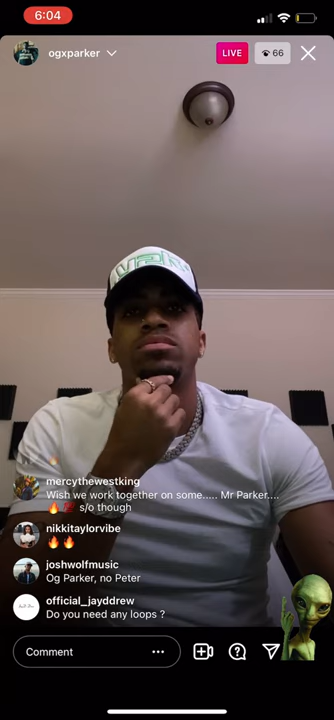 6:04
ogxparker
LIVE
66
mercythewestking
Wish we work together on some..... Mr Parker....
🔥 s/o though
nikkitaylorvibe
🔥🔥
joshwolfmusic
Og Parker, no Peter
official_jayddrew
Do you need any loops ?
Comment